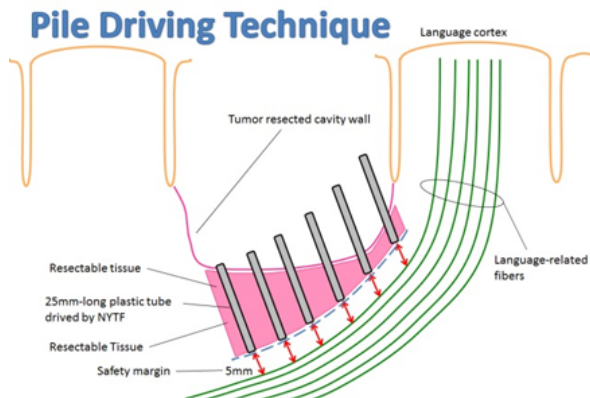 Pile Driving Technique
Language cortex
Tumor resected cavity wall
Language-related
fibers
Resectable tissue
25mm-long plastic tube
drived by NYTF
Resectable Tissue
Safety margin
5mm